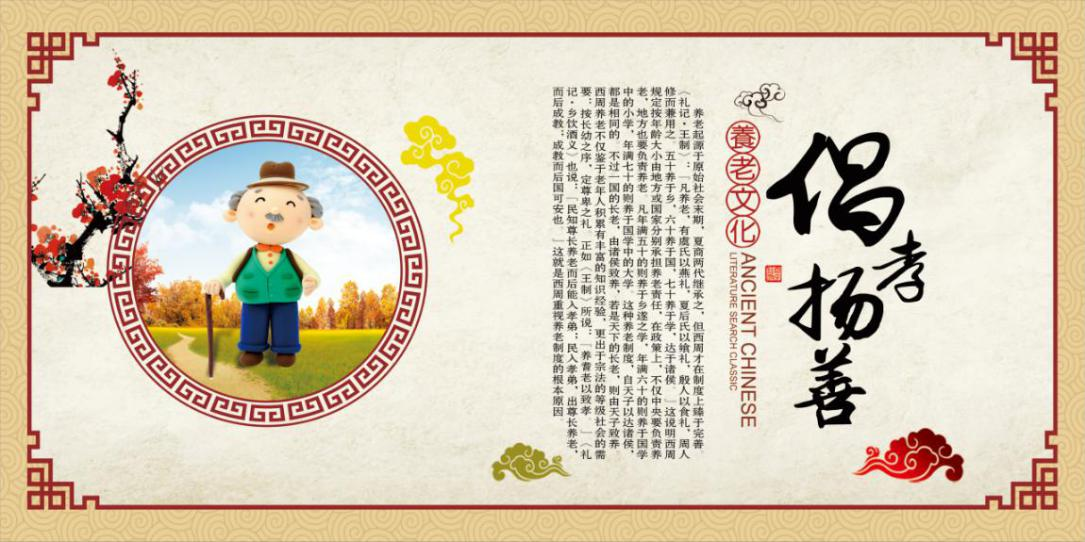 倡孝扬善
養老文化
ANCIENT CHINESE
LITERATURE SEARCH CLASSIC
养老起源于原始社会末期，夏商两代继承之，但西周才在制度上臻于完善。
《礼记·王制》：「凡养老，有虞氏以燕礼，夏后氏以飨礼，殷人以食礼，周人
修而兼用之。五十养于乡，六十养于国，七十养于学，达于诸侯。」这说明西周
规定按年龄大小由地方或国家分别承担养老责任，在政策上，不仅中央要负责养
老，地方也要负责养老。凡年满五十的则养于乡遂之学，年满六十的则养于国学
中的小学，年满七十的则养于国学中的大学。这种养老制度，自天子以达诸侯，
都是相同的。不过一国的长老，由诸侯致养，若是天下的长老，则由天子致养
西周养老不仅鉴于老年人积累有丰富的知识经验，更出于宗法的等级社会的需
要：按长幼之序，定尊卑之礼。正如《王制》所说：「养耆老以致孝。」《礼
记·乡饮酒义》也说：「民知尊长养老而后能入孝弟；民入孝弟，出尊长养老，
而后成教；成教而后国可安也。」这就是西周重视养老制度的根本原因